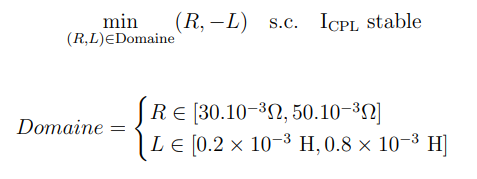 min (R, −L) s.c. I_CPL stable
(R,L)∈Domaine
Domaine = { R ∈ [30.10⁻³Ω, 50.10⁻³Ω]
L ∈ [0.2 × 10⁻³ H, 0.8 × 10⁻³ H]